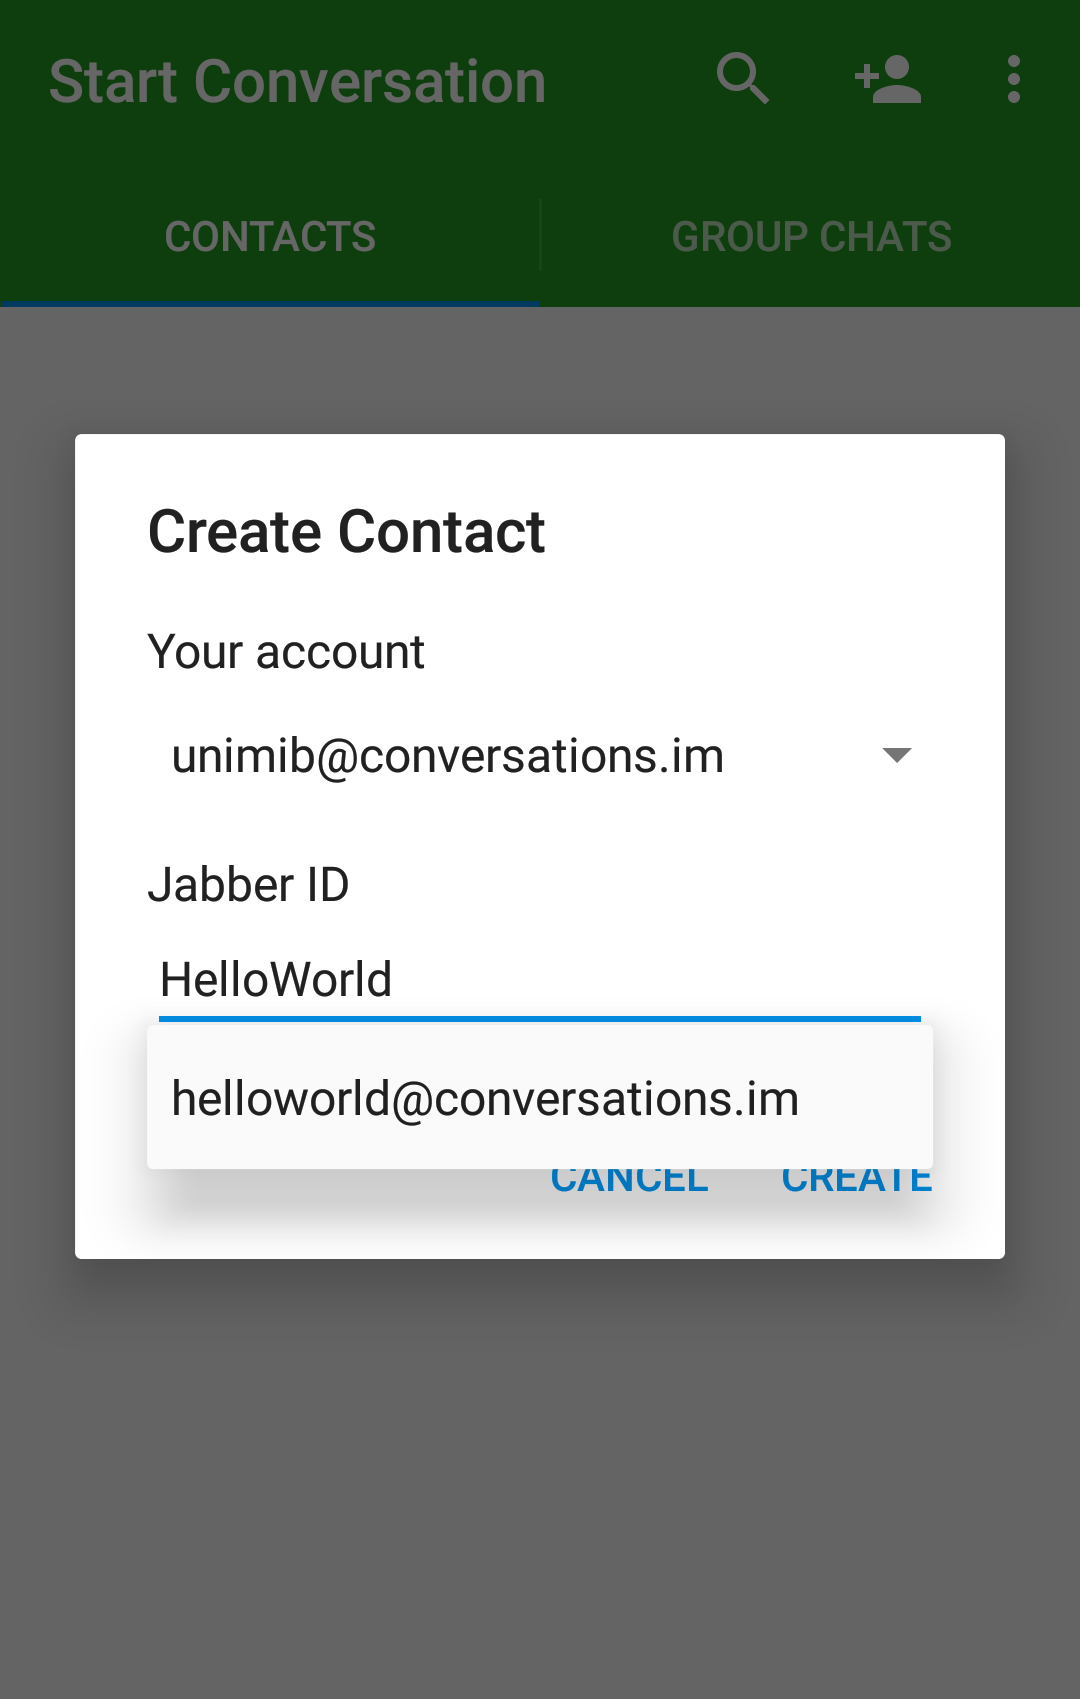 Start Conversation
CONTACTS
GROUP CHATS
Create Contact
Your account
unimib@conversations.im
Jabber ID
HelloWorld
helloworld@conversations.im
CANCEL
CREATE